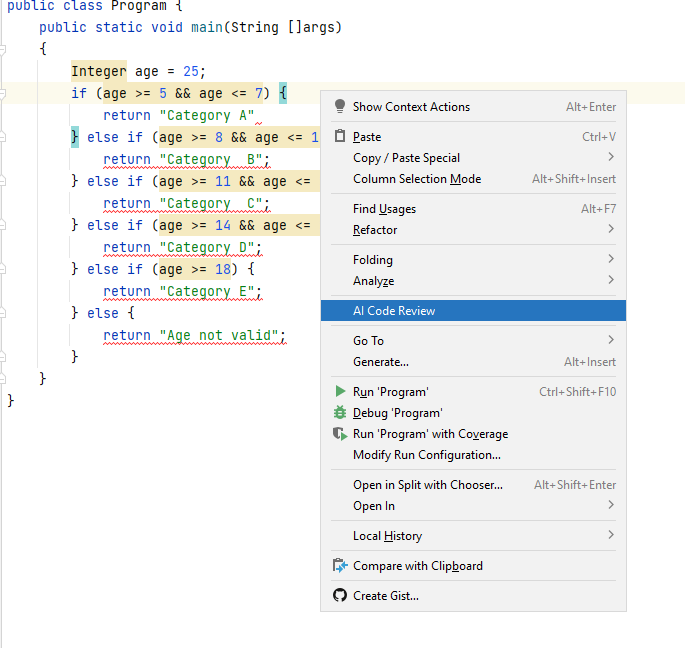 public class Program {
public static void main(String []args)
{
Integer age = 25;
if (age >= 5 && age <= 7) {
return "Category A"
} else if (age >= 8 && age <= 1
return "Category  B";
} else if (age >= 11 && age <=
return "Category  C";
} else if (age >= 14 && age <=
return "Category D";
} else if (age >= 18) {
return "Category E";
} else {
return "Age not valid";
}
}
}
Show Context Actions Alt+Enter
Paste Ctrl+V
Copy / Paste Special
Column Selection Mode Alt+Shift+Insert
Find Usages Alt+F7
Refactor
Folding
Analyze
AI Code Review
Go To
Generate... Alt+Insert
Run 'Program' Ctrl+Shift+F10
Debug 'Program'
Run 'Program' with Coverage
Modify Run Configuration...
Open in Split with Chooser... Alt+Shift+Enter
Open In
Local History
Compare with Clipboard
Create Gist...